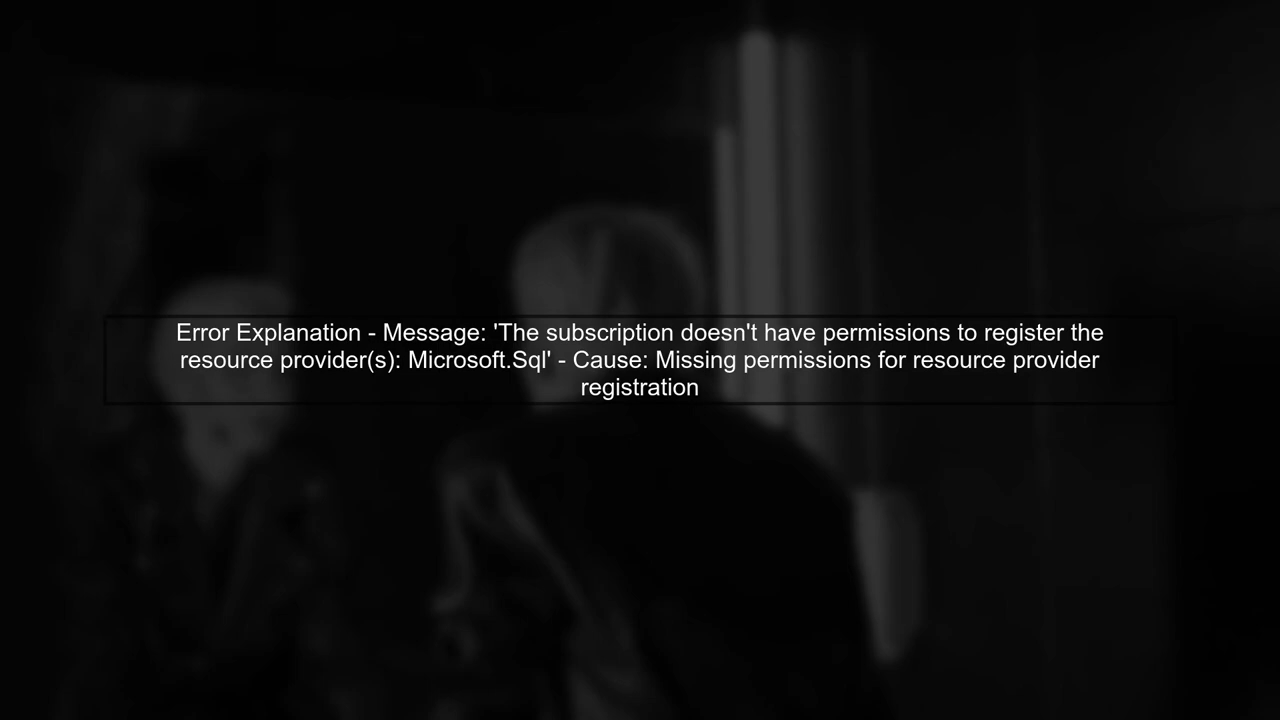 Error Explanation - Message: 'The subscription doesn't have permissions to register the
resource provider(s): Microsoft.Sql' - Cause: Missing permissions for resource provider
registration